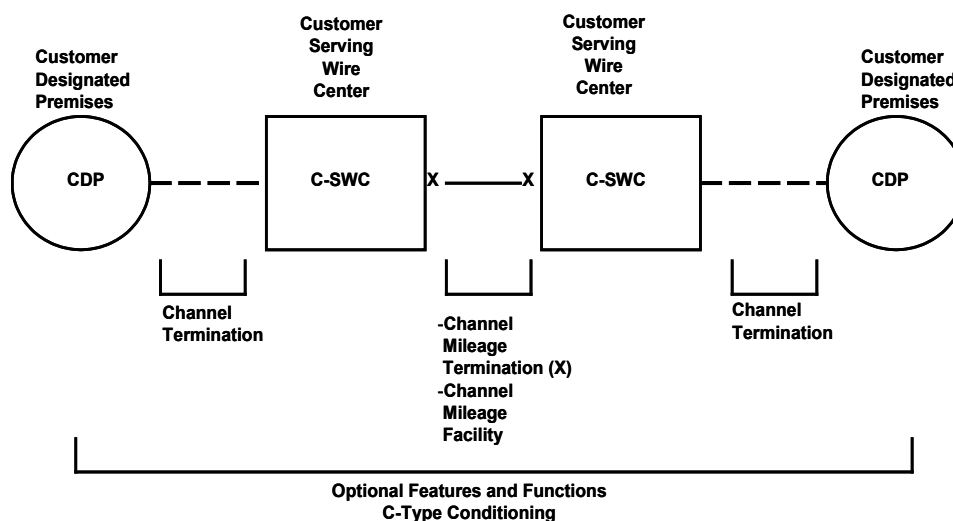 Customer
Designated
Premises
Customer
Serving
Wire
Center
Customer
Serving
Wire
Center
Customer
Designated
Premises
CDP
C-SWC
X
X
C-SWC
CDP
Channel
Termination
-Channel
Mileage
Termination (X)
-Channel
Mileage
Facility
Channel
Termination
Optional Features and Functions
C-Type Conditioning